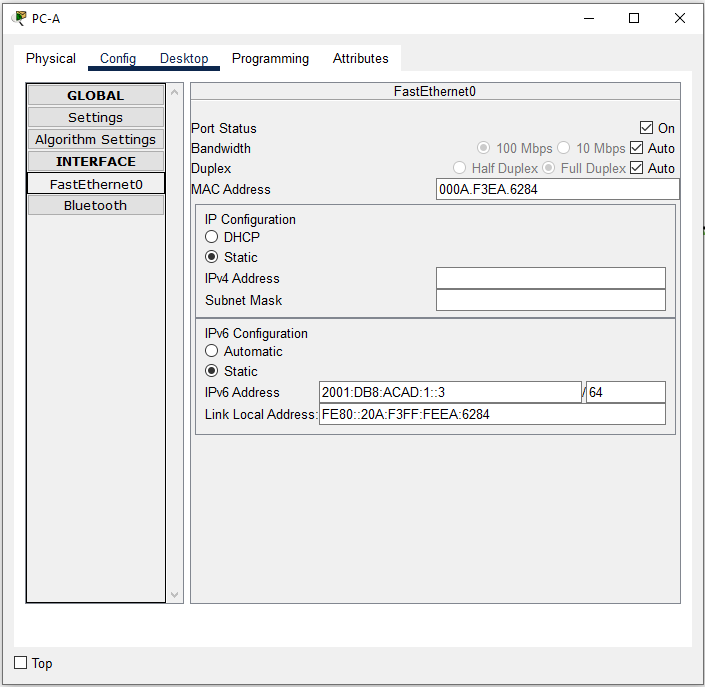 PC-A
Physical Config Desktop Programming Attributes
GLOBAL
Settings
Algorithm Settings
INTERFACE
FastEthernet0
Bluetooth
FastEthernet0
Port Status On
Bandwidth 100 Mbps 10 Mbps Auto
Duplex Half Duplex Full Duplex Auto
MAC Address 000A.F3EA.6284
IP Configuration
DHCP
Static
IPv4 Address
Subnet Mask
IPv6 Configuration
Automatic
Static
IPv6 Address 2001:DB8:ACAD:1::3 / 64
Link Local Address: FE80::20A:F3FF:FEEA:6284
Top